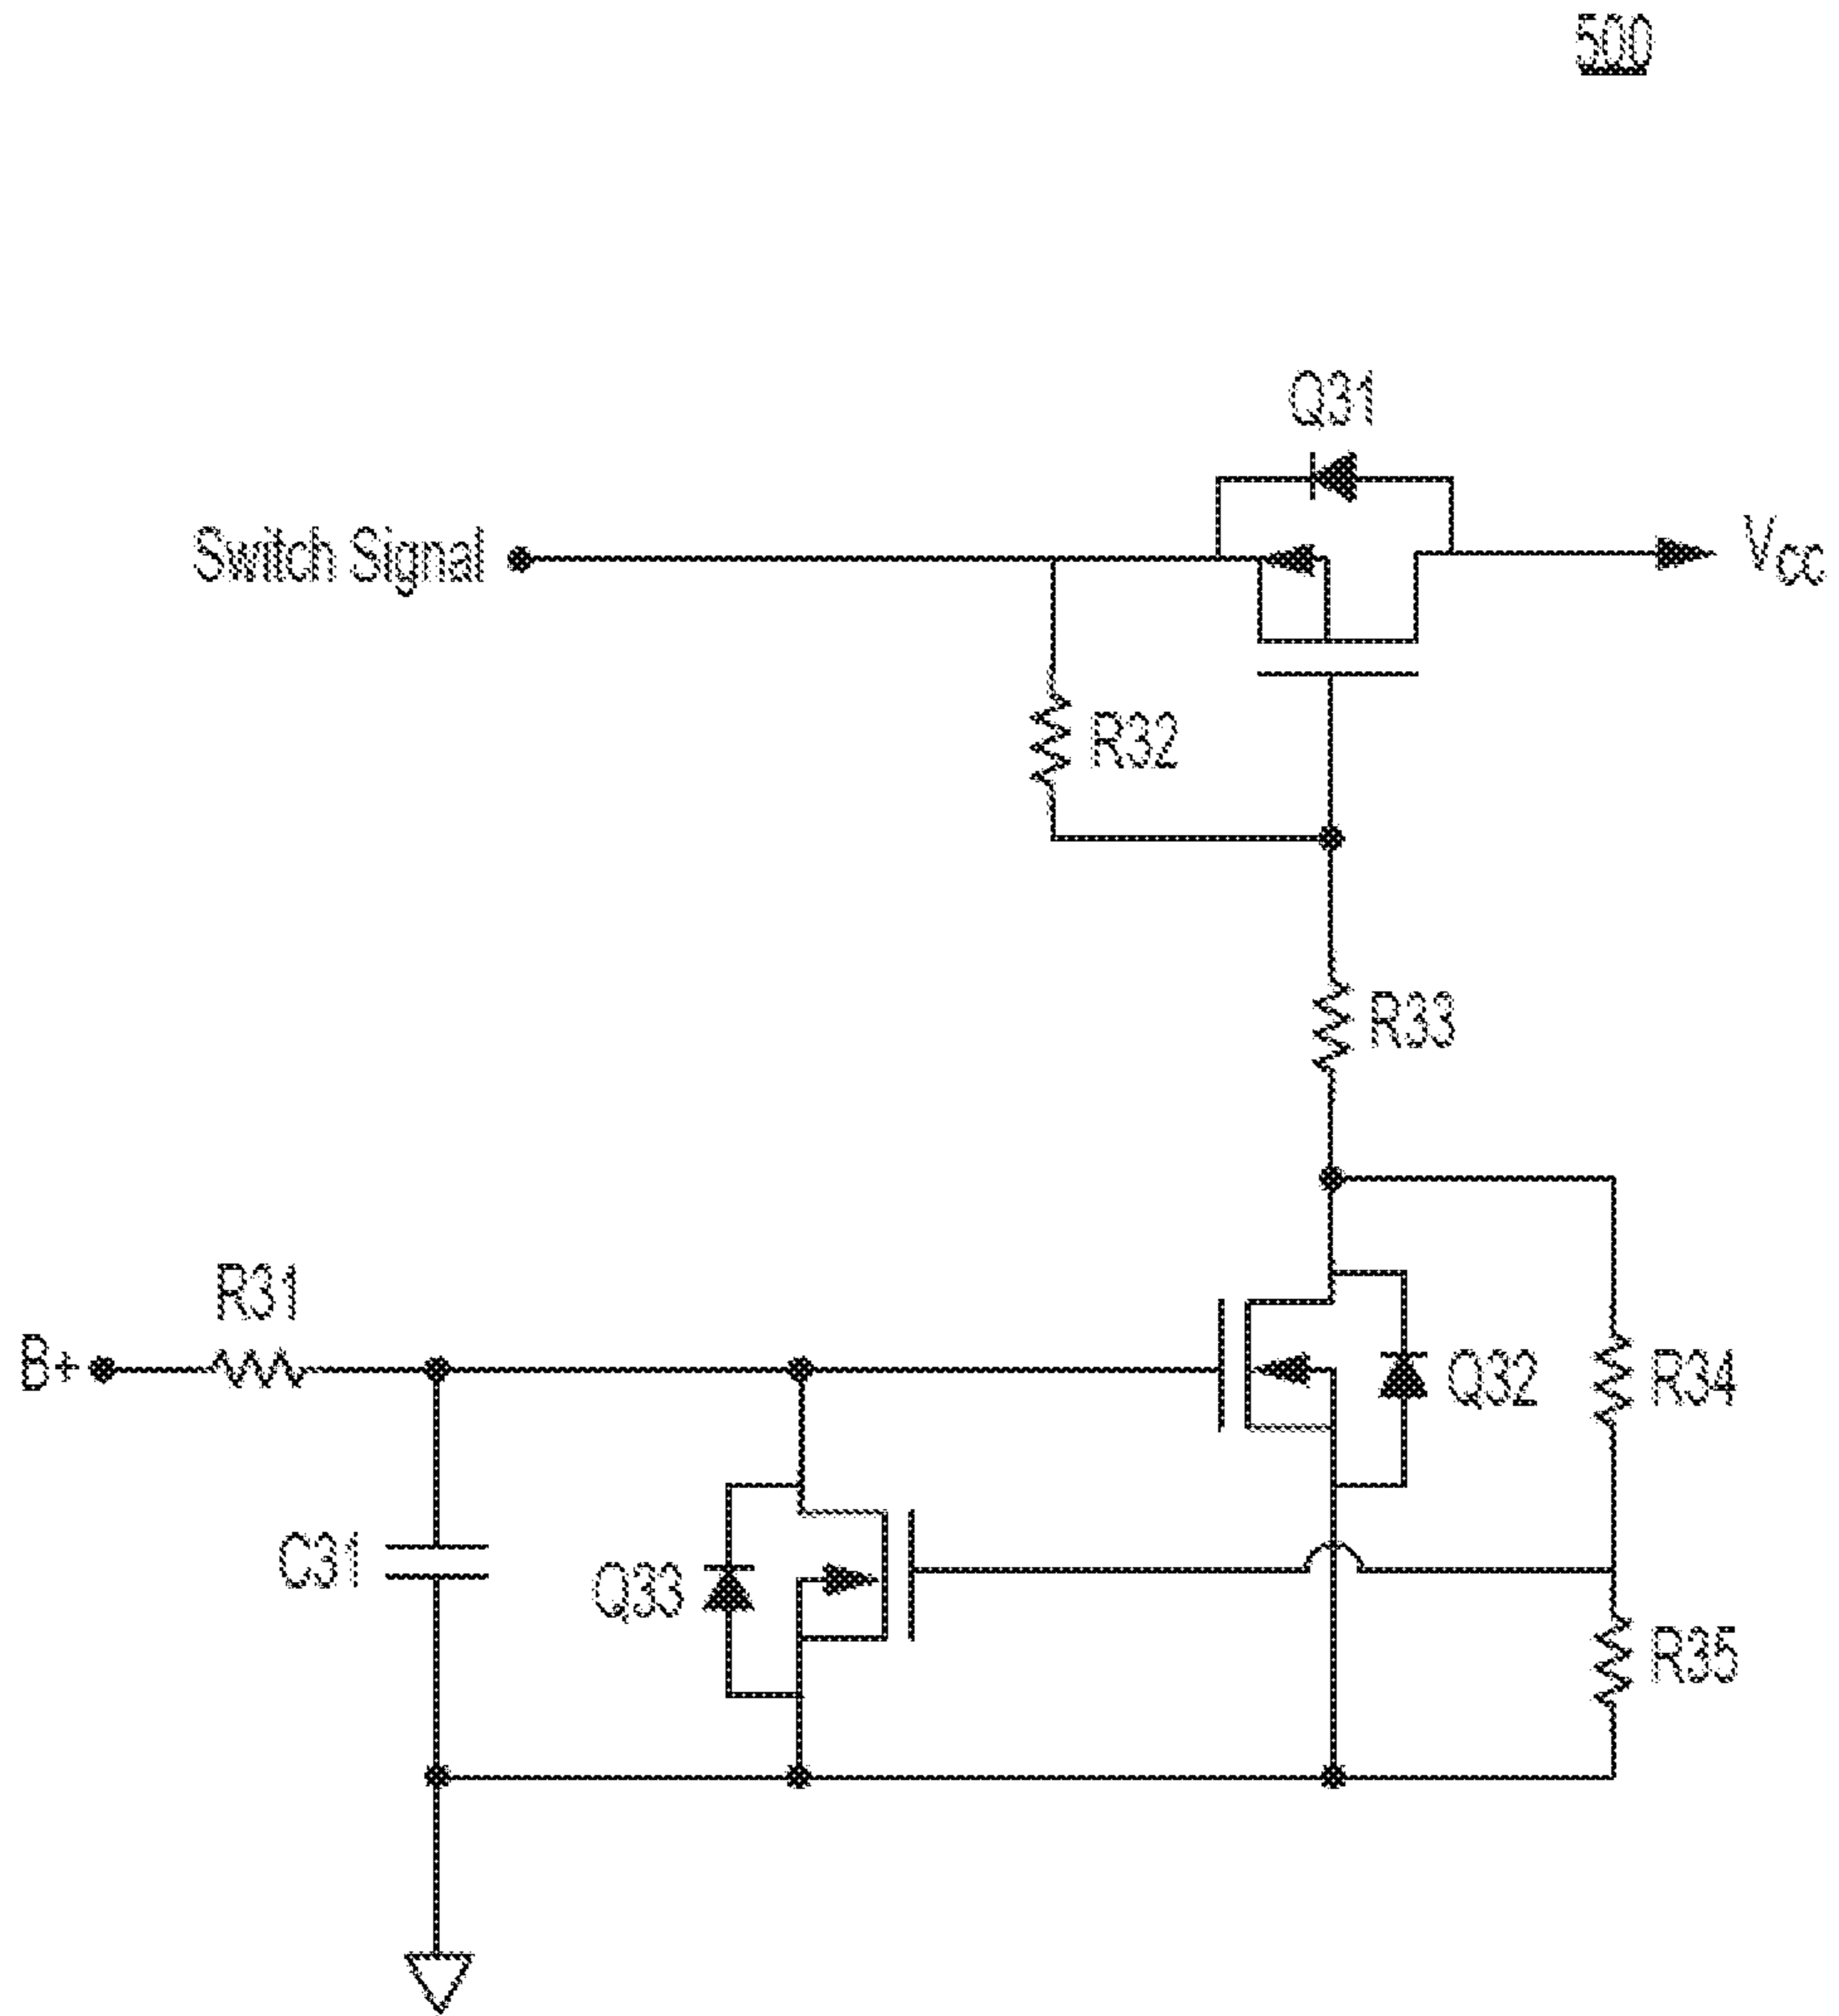 500
Q31
Switch Signal
VCC
R32
R33
R31
B+
Q32
R34
C31
Q33
R35